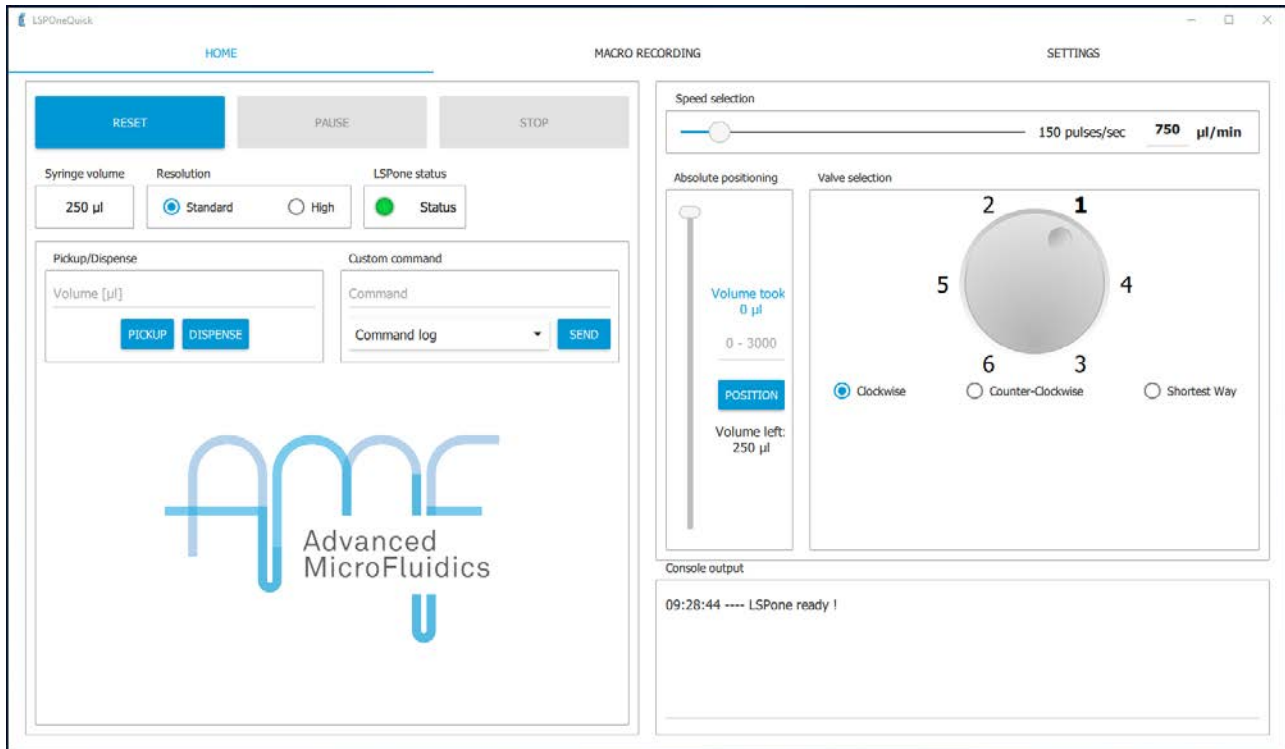 LSPOneQuick
HOME
MACRO RECORDING
SETTINGS
RESET
PAUSE
STOP
Syringe volume
250 µl
Resolution
Standard
High
LSPone status
Status
Pickup/Dispense
Volume [µl]
PICKUP
DISPENSE
Custom command
Command
Command log
SEND
AMF
Advanced
MicroFluidics
Speed selection
150 pulses/sec
750 µl/min
Absolute positioning
Volume took
0 µl
0 - 3000
POSITION
Volume left:
250 µl
Valve selection
2 1
5 4
6 3
Clockwise
Counter-Clockwise
Shortest Way
Console output
09:28:44 ---- LSPone ready !